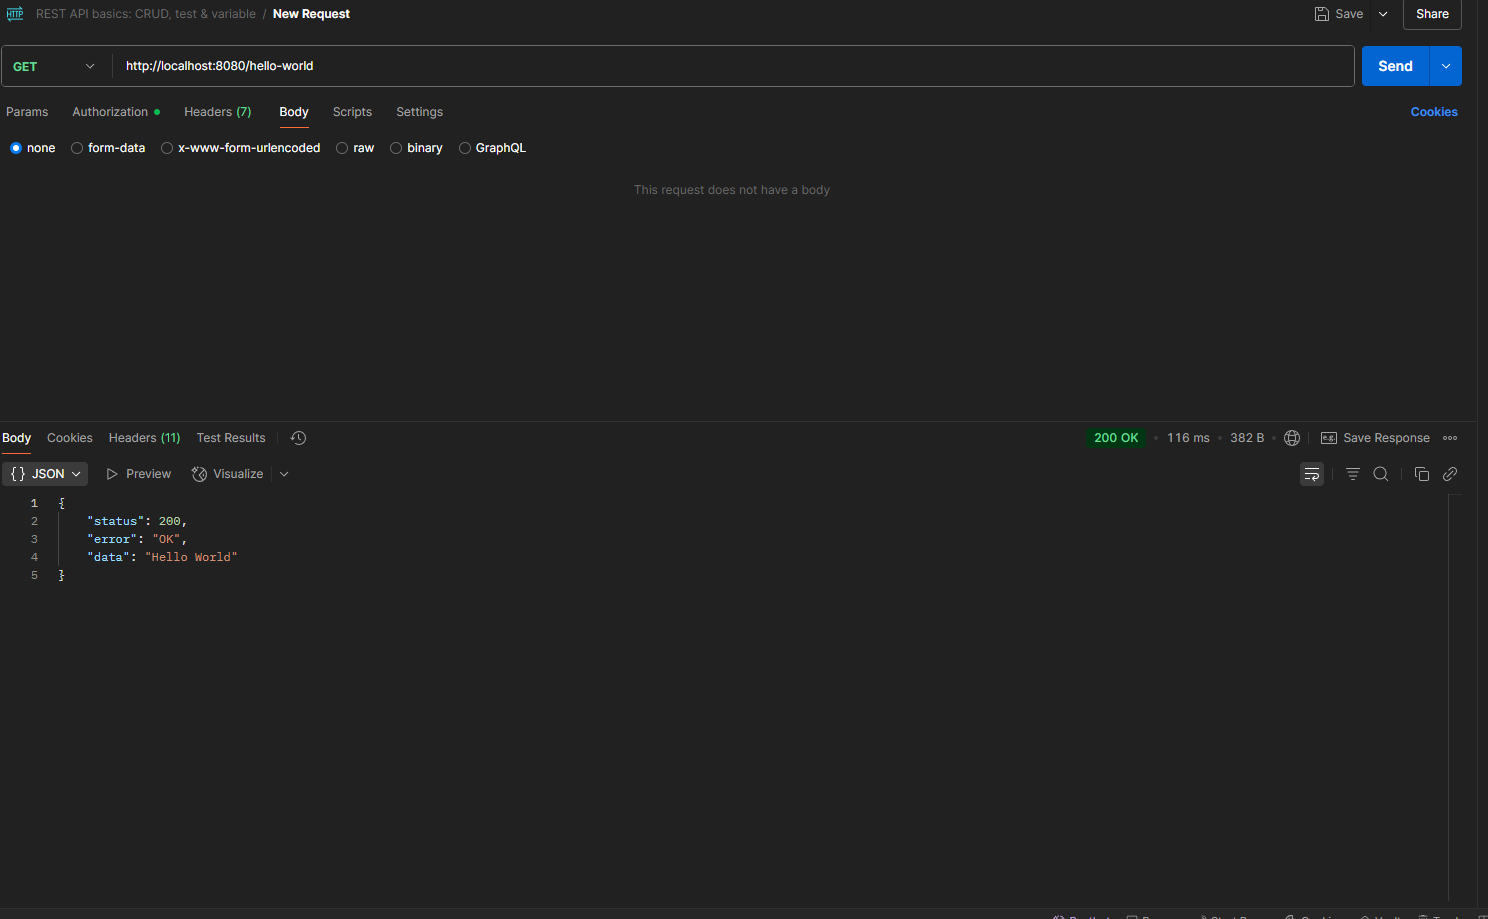 HTTP REST API basics: CRUD, test & variable / New Request Save Share
GET http://localhost:8080/hello-world Send
Params Authorization Headers (7) Body Scripts Settings Cookies
none form-data x-www-form-urlencoded raw binary GraphQL
This request does not have a body
Body Cookies Headers (11) Test Results 200 OK 116 ms 382 B e.g. Save Response
{} JSON Preview Visualize
1 {
2 "status": 200,
3 "error": "OK",
4 "data": "Hello World"
5 }